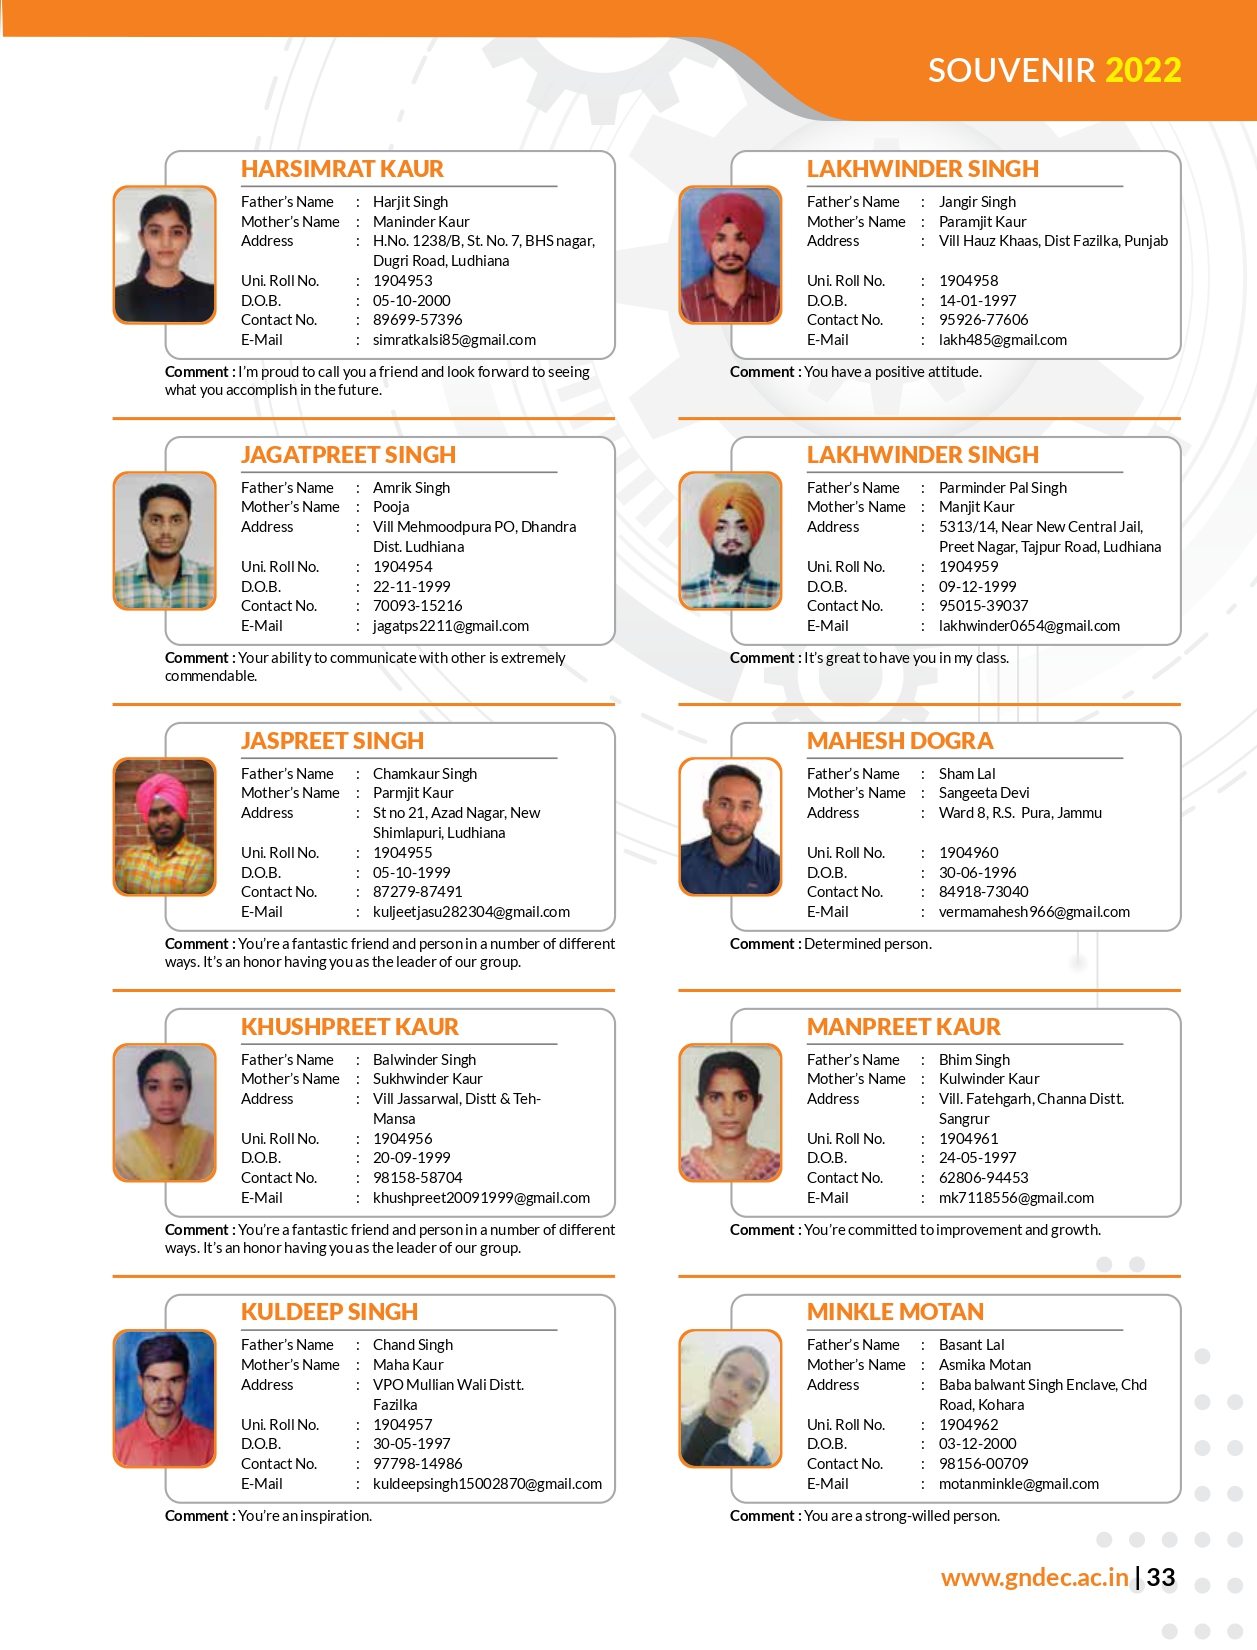 SOUVENIR 2022
HARSIMRAT KAUR
Father's Name : Harjit Singh
Mother's Name : Maninder Kaur
Address : H.No. 1238/B, St. No. 7, BHS nagar,
Dugri Road, Ludhiana
Uni. Roll No. : 1904953
D.O.B. : 05-10-2000
Contact No. : 89699-57396
E-Mail : simratkalsi85@gmail.com
Comment : I'm proud to call you a friend and look forward to seeing
what you accomplish in the future.
JAGATPREET SINGH
Father's Name : Amrik Singh
Mother's Name : Pooja
Address : Vill Mehmoodpura PO, Dhandra
Dist. Ludhiana
Uni. Roll No. : 1904954
D.O.B. : 22-11-1999
Contact No. : 70093-15216
E-Mail : jagatps2211@gmail.com
Comment : Your ability to communicate with other is extremely
commendable.
JASPREET SINGH
Father's Name : Chamkaur Singh
Mother's Name : Parmjit Kaur
Address : St no 21, Azad Nagar, New
Shimlapuri, Ludhiana
Uni. Roll No. : 1904955
D.O.B. : 05-10-1999
Contact No. : 87279-87491
E-Mail : kuljeetjasu282304@gmail.com
Comment : You're a fantastic friend and person in a number of different
ways. It's an honor having you as the leader of our group.
KHUSHPREET KAUR
Father's Name : Balwinder Singh
Mother's Name : Sukhwinder Kaur
Address : Vill Jassarwal, Distt & Teh-
Mansa
Uni. Roll No. : 1904956
D.O.B. : 20-09-1999
Contact No. : 98158-58704
E-Mail : khushpreet20091999@gmail.com
Comment : You're a fantastic friend and person in a number of different
ways. It's an honor having you as the leader of our group.
KULDEEP SINGH
Father's Name : Chand Singh
Mother's Name : Maha Kaur
Address : VPO Mullian Wali Distt.
Fazilka
Uni. Roll No. : 1904957
D.O.B. : 30-05-1997
Contact No. : 97798-14986
E-Mail : kuldeepsingh15002870@gmail.com
Comment : You're an inspiration.
LAKHWINDER SINGH
Father's Name : Jangir Singh
Mother's Name : Paramjit Kaur
Address : Vill Hauz Khaas, Dist Fazilka, Punjab
Uni. Roll No. : 1904958
D.O.B. : 14-01-1997
Contact No. : 95926-77606
E-Mail : lakh485@gmail.com
Comment : You have a positive attitude.
LAKHWINDER SINGH
Father's Name : Parminder Pal Singh
Mother's Name : Manjit Kaur
Address : 5313/14, Near New Central Jail,
Preet Nagar, Tajpur Road, Ludhiana
Uni. Roll No. : 1904959
D.O.B. : 09-12-1999
Contact No. : 95015-39037
E-Mail : lakhwinder0654@gmail.com
Comment : It's great to have you in my class.
MAHESH DOGRA
Father's Name : Sham Lal
Mother's Name : Sangeeta Devi
Address : Ward 8, R.S. Pura, Jammu
Uni. Roll No. : 1904960
D.O.B. : 30-06-1996
Contact No. : 84918-73040
E-Mail : vermamahesh966@gmail.com
Comment : Determined person.
MANPREET KAUR
Father's Name : Bhim Singh
Mother's Name : Kulwinder Kaur
Address : Vill. Fatehgarh, Channa Distt.
Sangrur
Uni. Roll No. : 1904961
D.O.B. : 24-05-1997
Contact No. : 62806-94453
E-Mail : mk7118556@gmail.com
Comment : You're committed to improvement and growth.
MINKLE MOTAN
Father's Name : Basant Lal
Mother's Name : Asmika Motan
Address : Baba balwant Singh Enclave, Chd
Road, Kohara
Uni. Roll No. : 1904962
D.O.B. : 03-12-2000
Contact No. : 98156-00709
E-Mail : motanminkle@gmail.com
Comment : You are a strong-willed person.
www.gndec.ac.in | 33